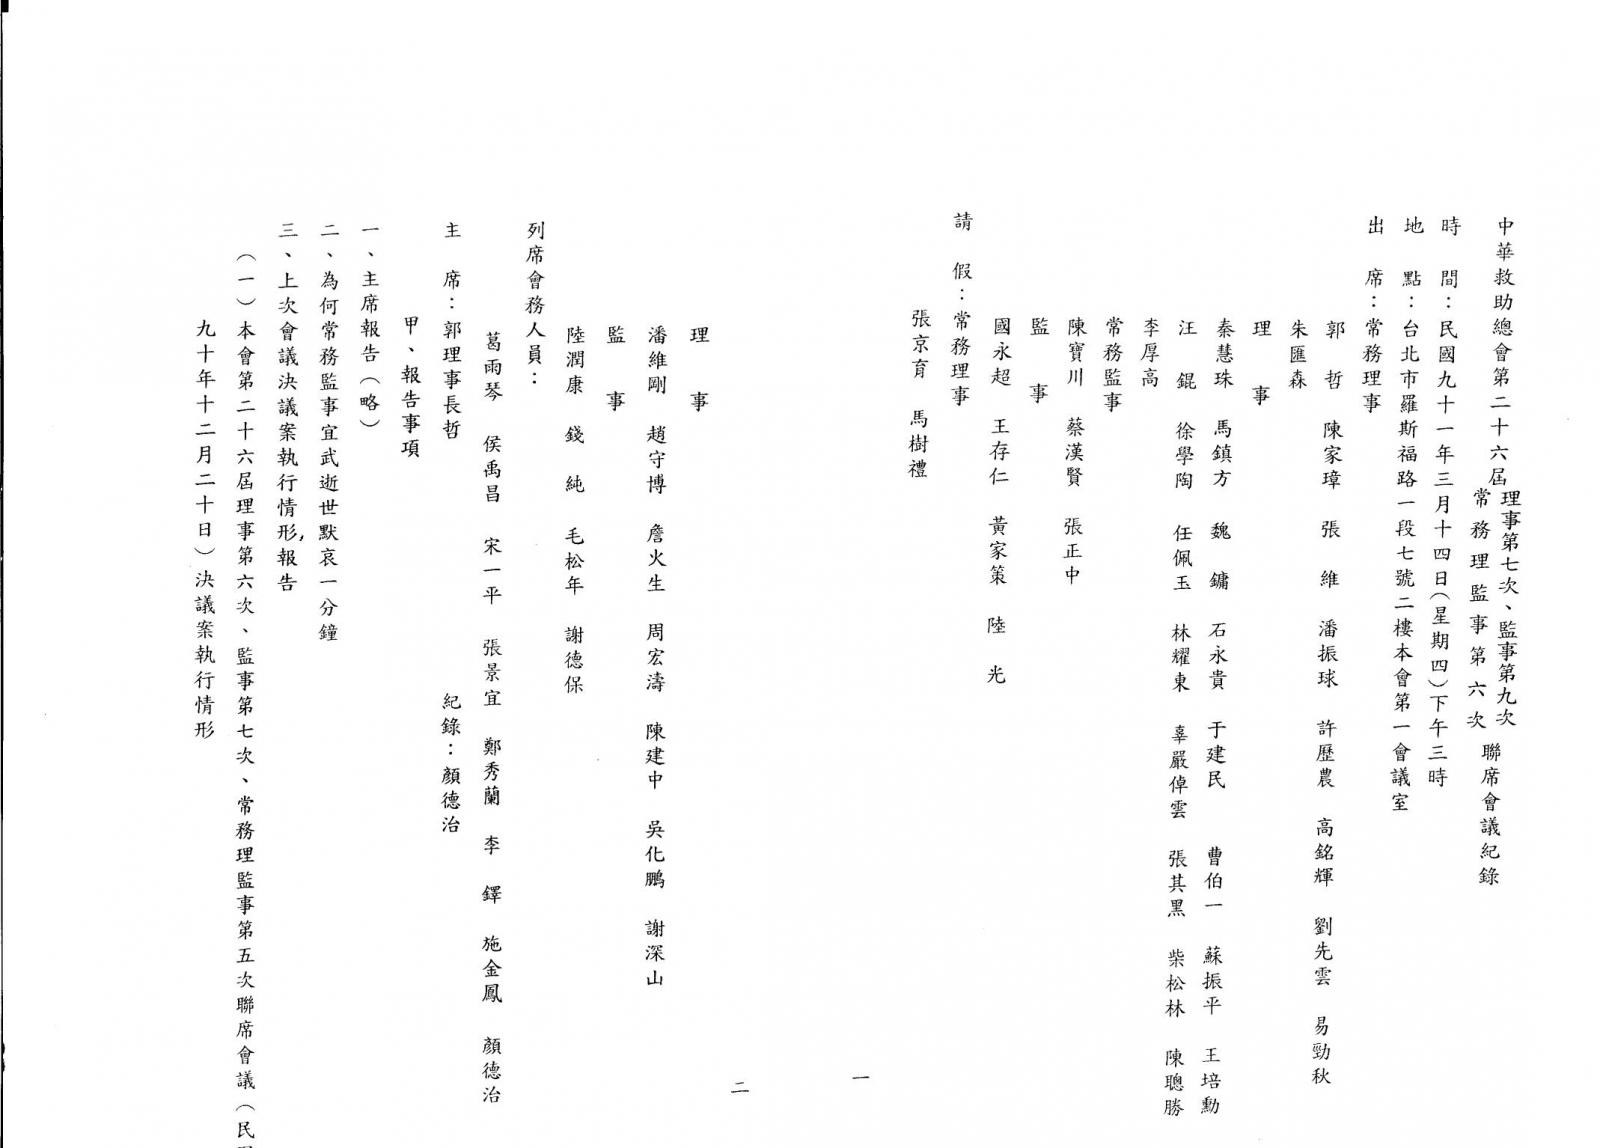 中華救助總會第二十六屆理事第七次、監事第九次
常務理監事第六次
聯席會議紀錄
時　間：民國九十一年三月十四日（星期四）下午三時
地　點：台北市羅斯福路一段七號二樓本會第一會議室
出　席：常務理事
郭　哲　陳家璋　張　維　潘振球　許歷農　高銘輝　劉先雲　易勁秋
朱匯森
理　事
秦慧珠　馬鎮方　魏　鏞　石永貴　于建民　曹伯一　蘇振平　王培勳
汪　錕　徐學陶　任佩玉　林耀東　辜嚴倬雲　張其黑　柴松林　陳聰勝
李厚高
常務監事
陳寶川　蔡漢賢　張正中
監　事
國永超　王存仁　黃家策　陸　光
請　假：常務理事
張京育　馬樹禮
一
理　事
潘維剛　趙守博　詹火生　周宏濤　陳建中　吳化鵬　謝深山
監　事
陸潤康　錢　純　毛松年　謝德保
列席會務人員：
葛雨琴　侯禹昌　宋一平　張景宜　鄭秀蘭　李　鐸　施金鳳　顏德治
主　席：郭理事長哲　紀錄：顏德治
甲、報告事項
一、主席報告（略）
二、為何常務監事宜武逝世默哀一分鐘
三、上次會議決議案執行情形,報告
（一）本會第二十六屆理事第六次、監事第七次、常務理監事第五次聯席會議（民
九十年十二月二十日）決議案執行情形
二